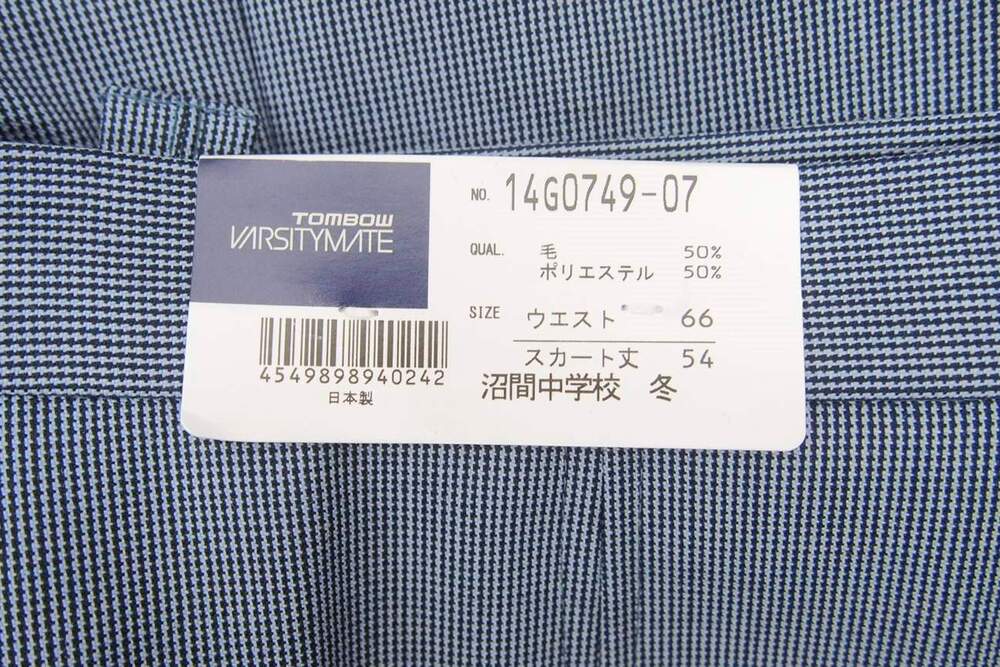 TOMBOW
VARSITYMATE
4549898940242
日本製
NO. 14G0749-07
QUAL. 毛 50%
ポリエステル 50%
SIZE ウエスト 66
スカート丈 54
沼間中学校 冬